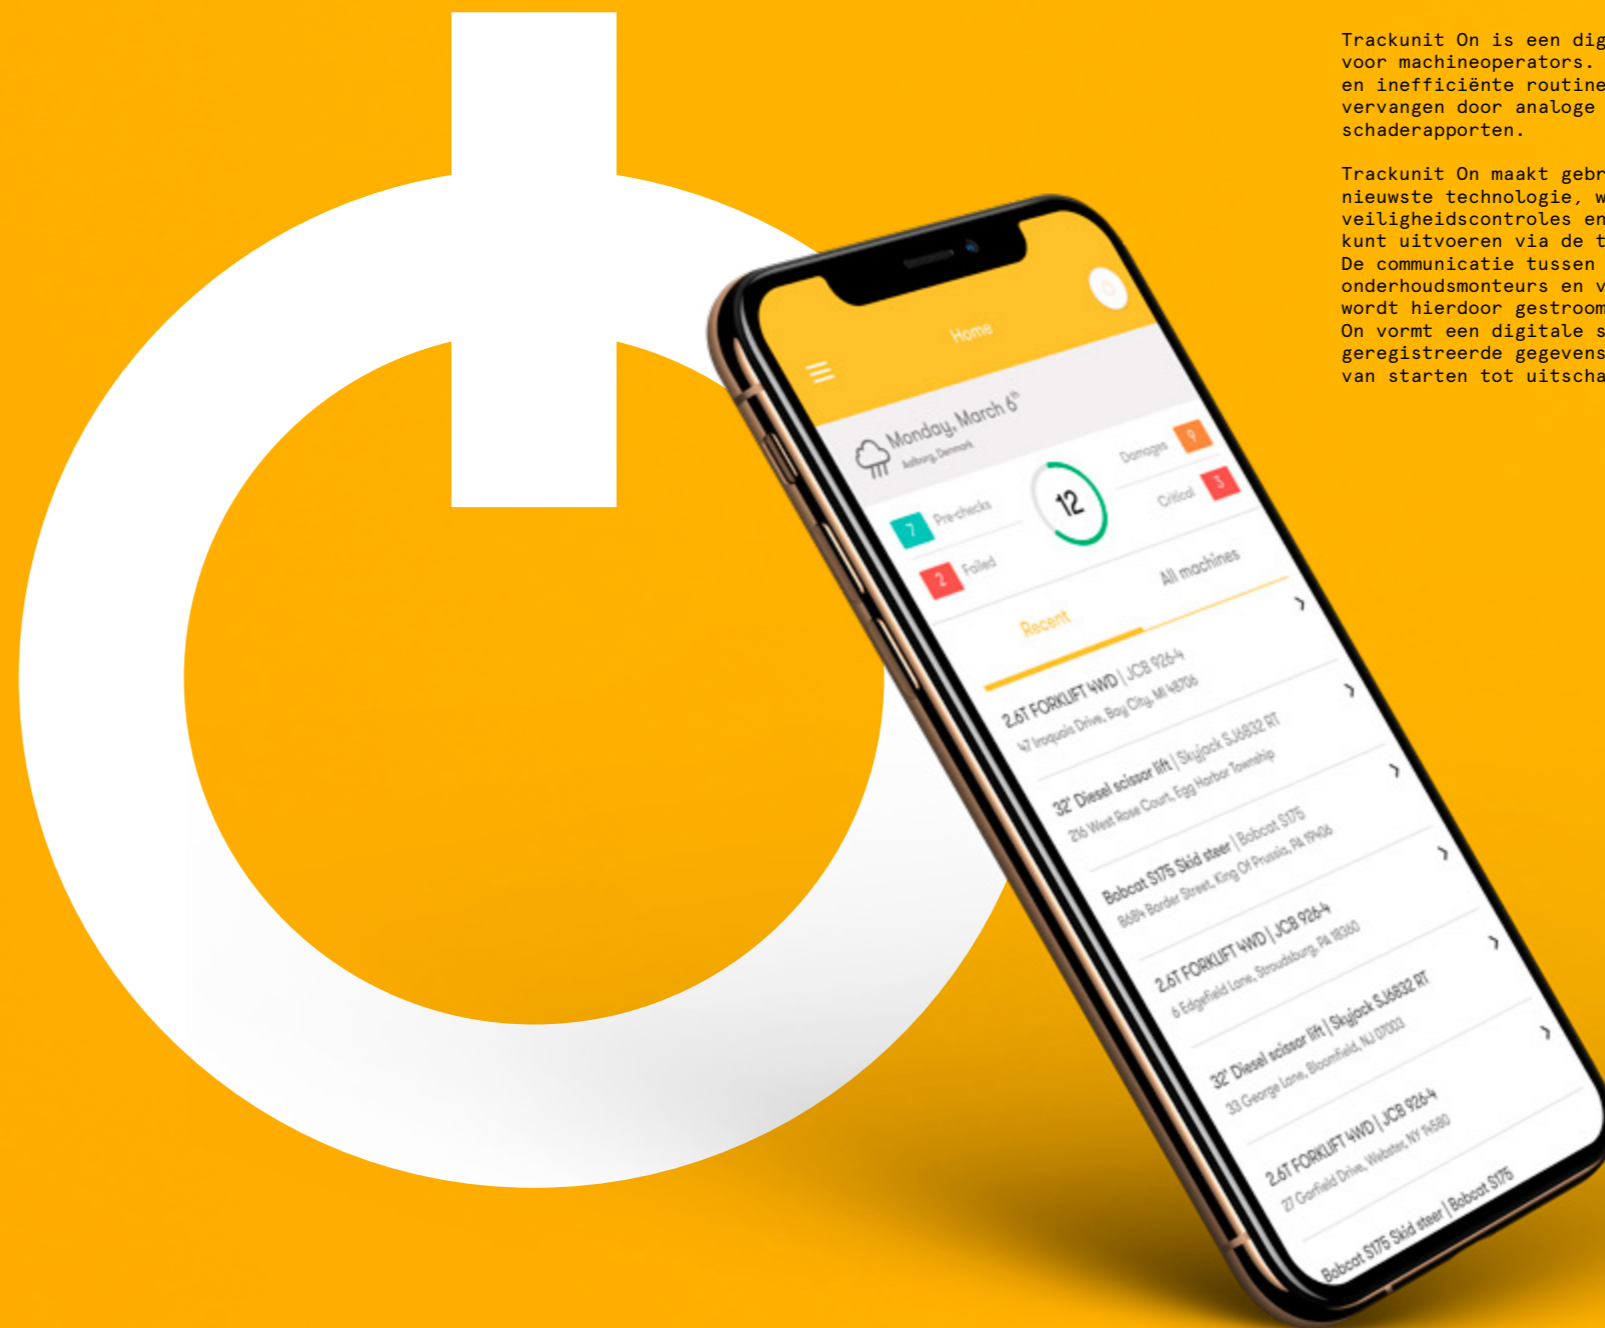 Trackunit On is een dig
voor machineoperators.
en inefficiënte routine
vervangen door analoge
schaderapporten.
Trackunit On maakt gebr
nieuwste technologie, w
veiligheidscontroles en
kunt uitvoeren via de t
De communicatie tussen
onderhoudsmonteurs en v
wordt hierdoor gestroom
On vormt een digitale s
geregistreerde gegevens
van starten tot uitscha
Home
Monday, March 6th
Aalborg, Denmark
7 Pre-checks
2 Failed
12
Damages 9
Critical 3
Recent
All machines
2.6T FORKLIFT 4WD | JCB 926-4
47 Iroquois Drive, Bay City, MI 48706
32' Diesel scissor lift | Skyjack SJ6832 RT
216 West Rose Court, Egg Harbor Township
Bobcat S175 Skid steer | Bobcat S175
8684 Border Street, King Of Prussia, PA 19406
2.6T FORKLIFT 4WD | JCB 926-4
6 Edgefield Lane, Stroudsburg, PA 18360
32' Diesel scissor lift | Skyjack SJ6832 RT
33 George Lane, Bloomfield, NJ 07003
2.6T FORKLIFT 4WD | JCB 926-4
27 Garfield Drive, Webster, NY 14580
Bobcat S175 Skid steer | Bobcat S175